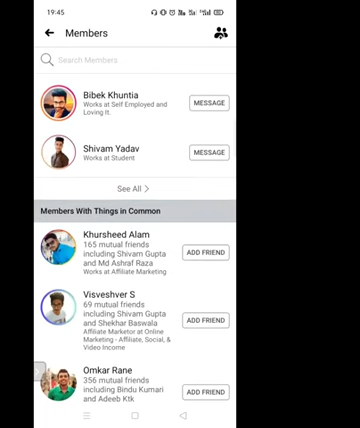 19:45
Members
Search Members
Bibek Khuntia
Works at Self Employed and
Loving It.
MESSAGE
Shivam Yadav
Works at Student
MESSAGE
See All
Members With Things in Common
Khursheed Alam
165 mutual friends
including Shivam Gupta
and Md Ashraf Raza
Works at Affiliate Marketing
ADD FRIEND
Visveshver S
69 mutual friends
including Shivam Gupta
and Shekhar Baswala
Affiliate Marketor at Online
Marketing - Affiliate, Social, &
Video Income
ADD FRIEND
Omkar Rane
356 mutual friends
including Bindu Kumari
and Adeeb Ktk
ADD FRIEND